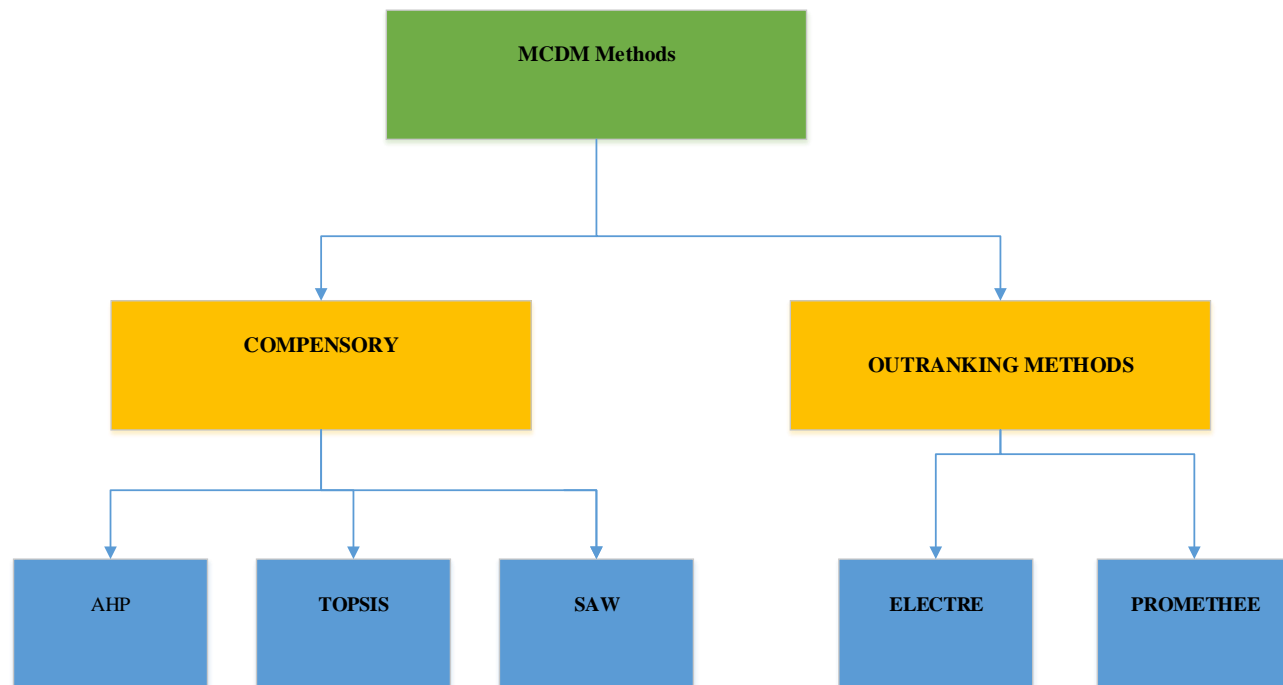 MCDM Methods
COMPENSORY
OUTRANKING METHODS
AHP
TOPSIS
SAW
ELECTRE
PROMETHEE